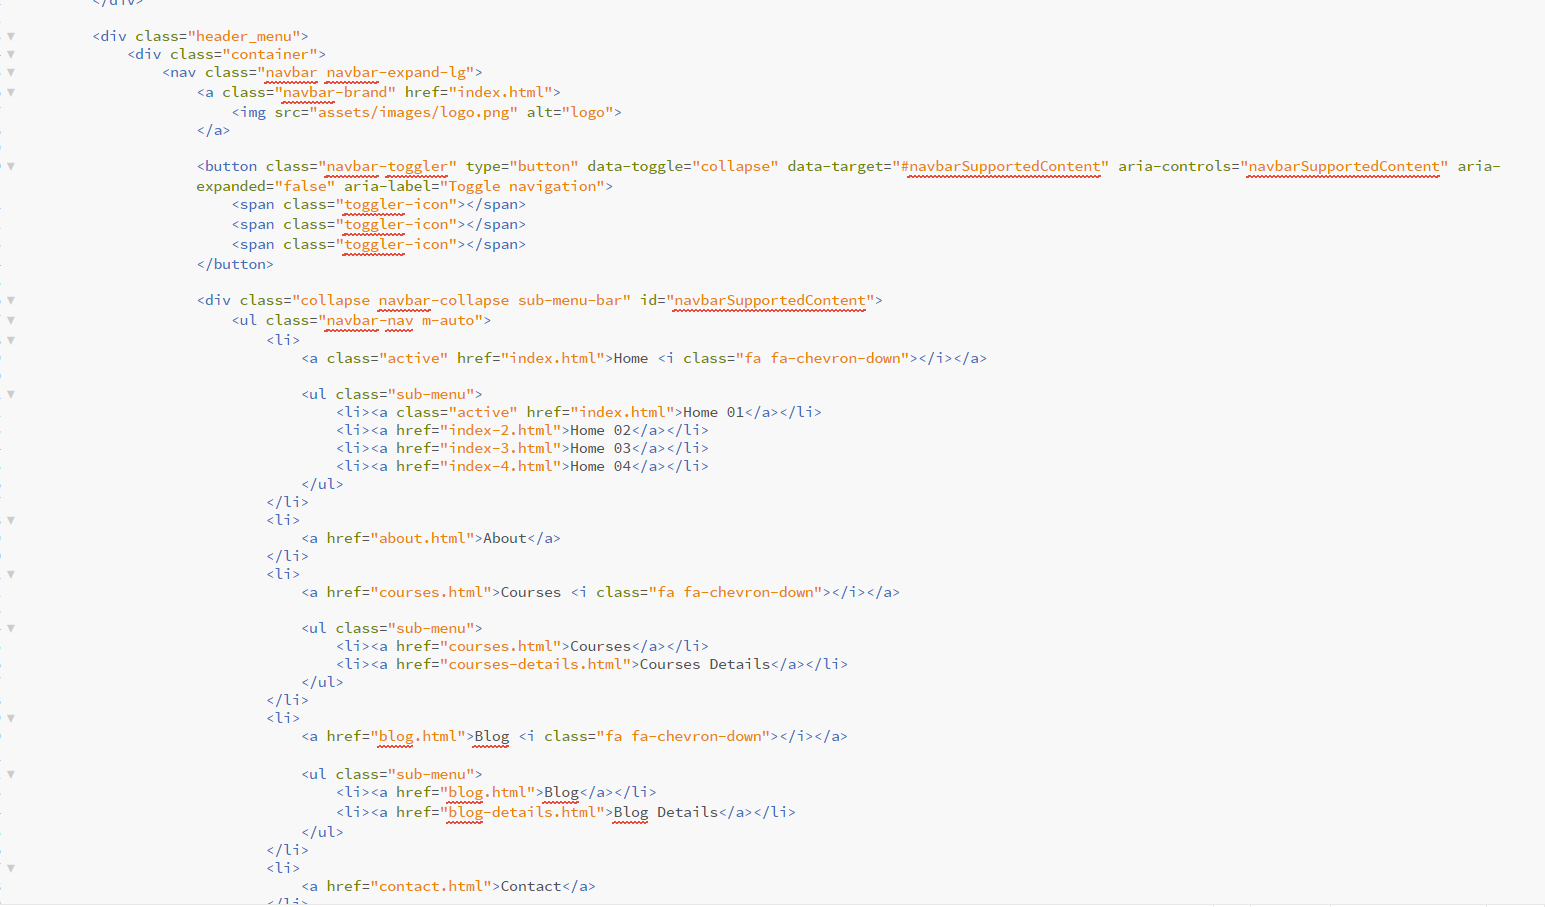 </div>
<div class="header_menu">
<div class="container">
<nav class="navbar navbar-expand-lg">
<a class="navbar-brand" href="index.html">
<img src="assets/images/logo.png" alt="logo">
</a>
<button class="navbar-toggler" type="button" data-toggle="collapse" data-target="#navbarSupportedContent" aria-controls="navbarSupportedContent" aria-
expanded="false" aria-label="Toggle navigation">
<span class="toggler-icon"></span>
<span class="toggler-icon"></span>
<span class="toggler-icon"></span>
</button>
<div class="collapse navbar-collapse sub-menu-bar" id="navbarSupportedContent">
<ul class="navbar-nav m-auto">
<li>
<a class="active" href="index.html">Home <i class="fa fa-chevron-down"></i></a>
<ul class="sub-menu">
<li><a class="active" href="index.html">Home 01</a></li>
<li><a href="index-2.html">Home 02</a></li>
<li><a href="index-3.html">Home 03</a></li>
<li><a href="index-4.html">Home 04</a></li>
</ul>
</li>
<li>
<a href="about.html">About</a>
</li>
<li>
<a href="courses.html">Courses <i class="fa fa-chevron-down"></i></a>
<ul class="sub-menu">
<li><a href="courses.html">Courses</a></li>
<li><a href="courses-details.html">Courses Details</a></li>
</ul>
</li>
<li>
<a href="blog.html">Blog <i class="fa fa-chevron-down"></i></a>
<ul class="sub-menu">
<li><a href="blog.html">Blog</a></li>
<li><a href="blog-details.html">Blog Details</a></li>
</ul>
</li>
<li>
<a href="contact.html">Contact</a>
</li>